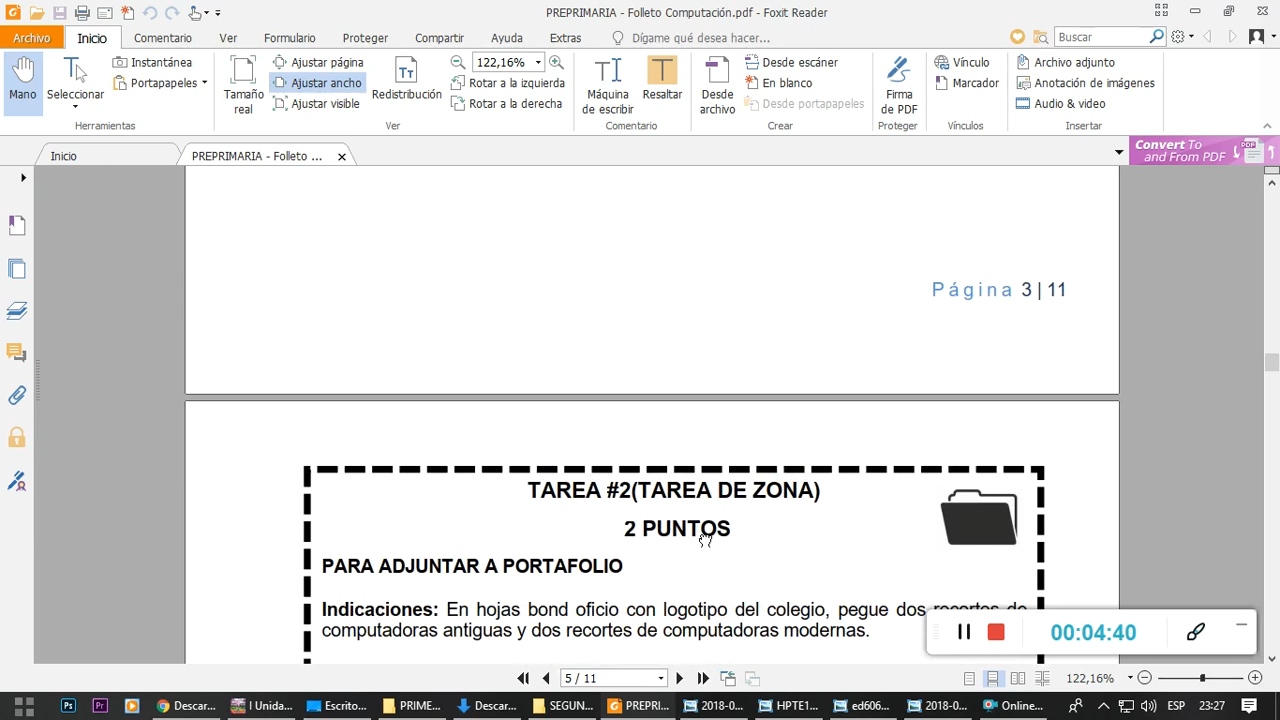 PREPRIMARIA - Folleto Computación.pdf - Foxit Reader
Archivo Inicio Comentario Ver Formulario Proteger Compartir Ayuda Extras Dígame qué desea hacer... Buscar
Mano
Seleccionar
Instantánea
Portapapeles
Herramientas
Tamaño real
Ajustar página
Ajustar ancho
Ajustar visible
Redistribución
122,16%
Rotar a la izquierda
Rotar a la derecha
Ver
Máquina de escribir
Resaltar
Comentario
Desde archivo
Desde escáner
En blanco
Desde portapapeles
Crear
Firma de PDF
Proteger
Vínculo
Marcador
Vínculos
Archivo adjunto
Anotación de imágenes
Audio & video
Insertar
Inicio
PREPRIMARIA - Folleto ...
Convert To
and From PDF
PDF
Página 3 | 11
TAREA #2(TAREA DE ZONA)
2 PUNTOS
PARA ADJUNTAR A PORTAFOLIO
Indicaciones: En hojas bond oficio con logotipo del colegio, pegue dos recortes de
computadoras antiguas y dos recortes de computadoras modernas.
00:04:40
5 / 11
122,16%
Ps Pr Descar... I Unida... Escrito... PRIME... Descar... SEGUN... PREPRI... 2018-0... HPTE1... ed606... 2018-0... Online... ESP 23:27